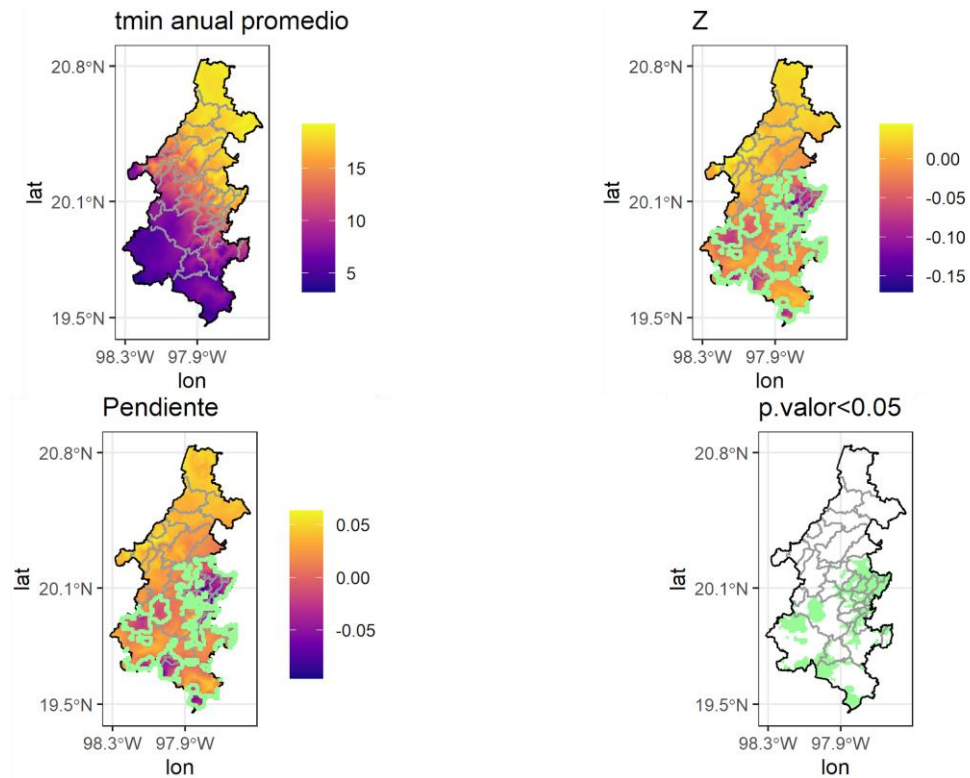 tmin anual promedio
20.8°N
20.1°N
19.5°N
lat
98.3°W 97.9°W
lon
15
10
5
Z
20.8°N
20.1°N
19.5°N
lat
98.3°W 97.9°W
lon
0.00
-0.05
-0.10
-0.15
Pendiente
20.8°N
20.1°N
19.5°N
lat
98.3°W 97.9°W
lon
0.05
0.00
-0.05
p.valor<0.05
20.8°N
20.1°N
19.5°N
lat
98.3°W 97.9°W
lon